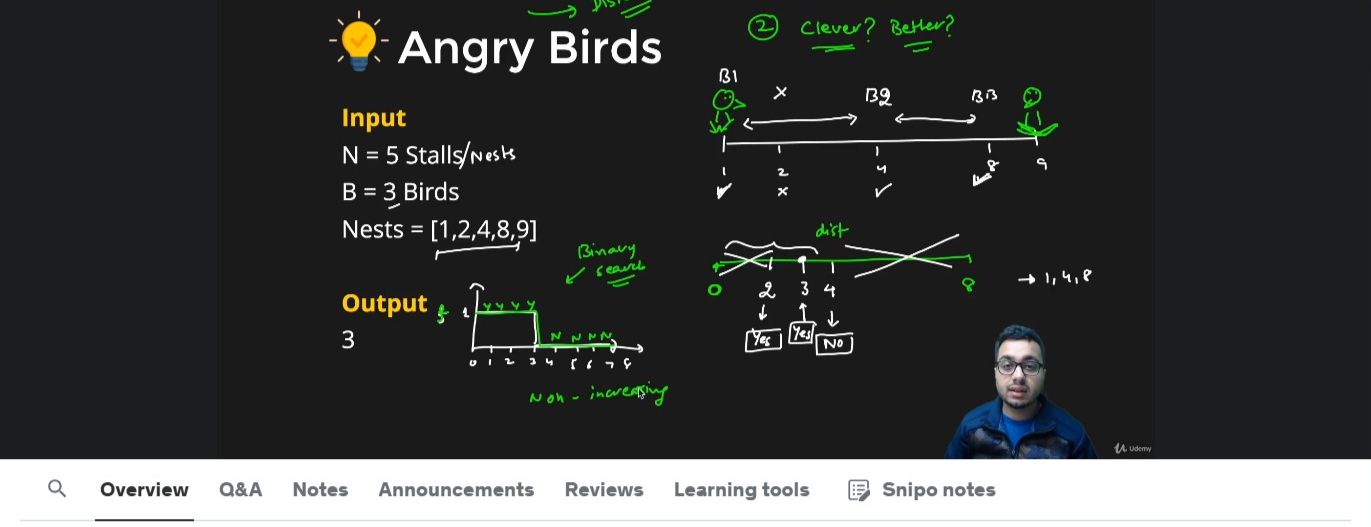 ② Clever? Better?
Angry Birds
Input
N = 5 Stalls/Nests
B = 3 Birds
Nests = [1,2,4,8,9]
Output
3
B1 x B2 B3
1 2 4 8 9
✓ x ✓ ✓
dist
0 2 3 4 8
Yes Yes No
→ 1, 4, 8
Binary
search
1 Y Y Y Y
N N N N
0 1 2 3 4 5 6 7 8
Non - increasing
Udemy
Overview Q&A Notes Announcements Reviews Learning tools Snipo notes